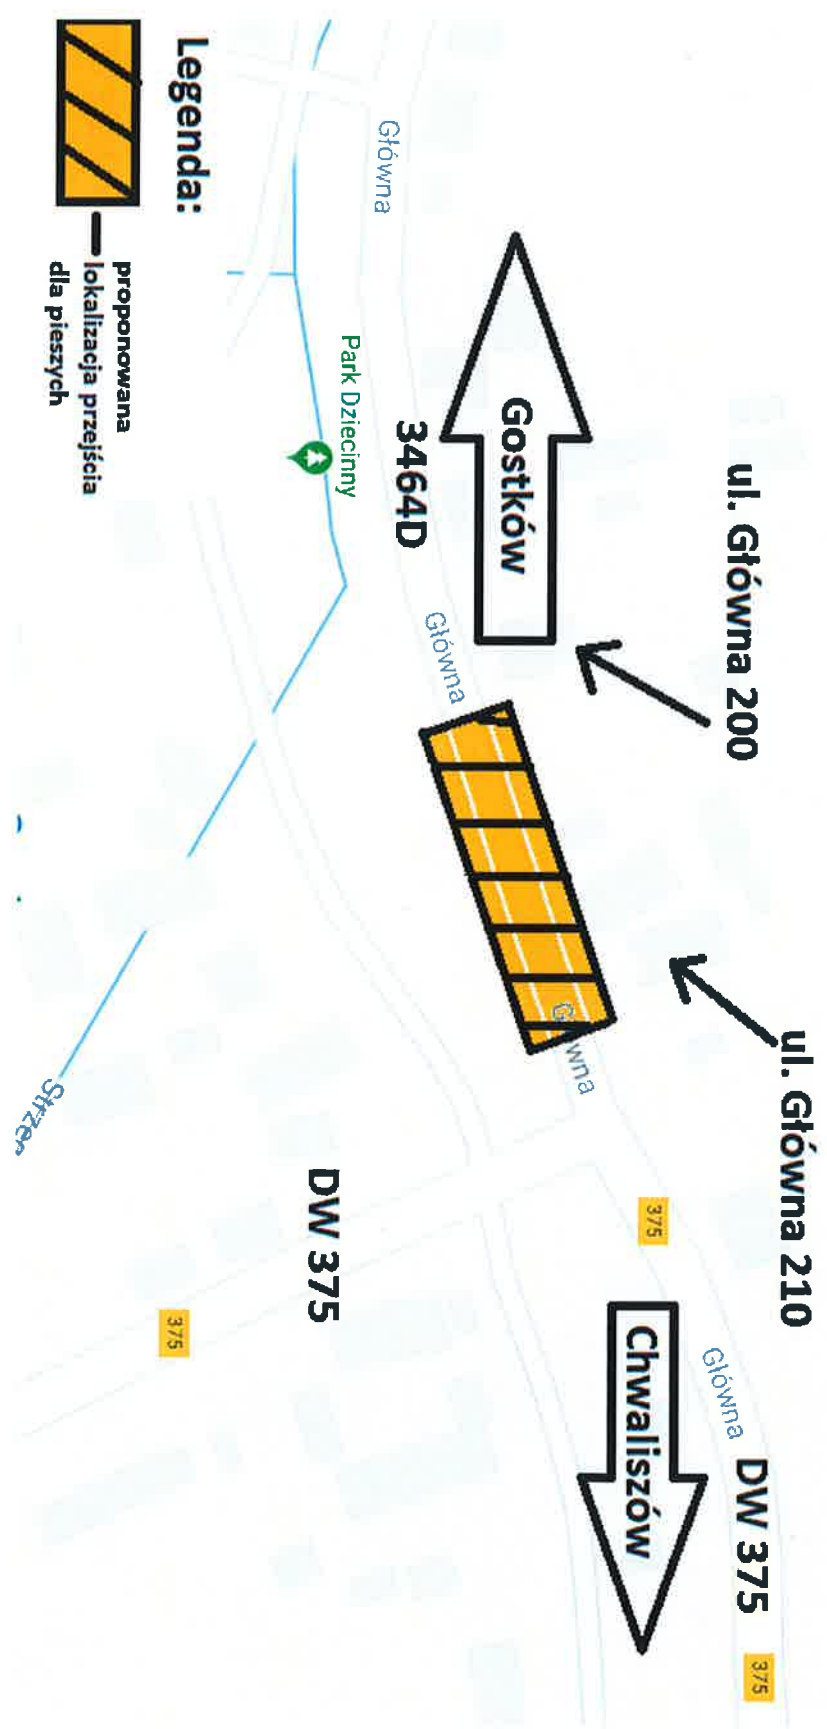 ul. Główna 200
ul. Główna 210
Gostków
Główna
3464D
Główna
Główna
375
Główna
DW 375
375
Chwaliszów
Park Dziecinny
DW 375
375
Strzeg
Legenda:
proponowana
lokalizacja przejścia
dla pieszych